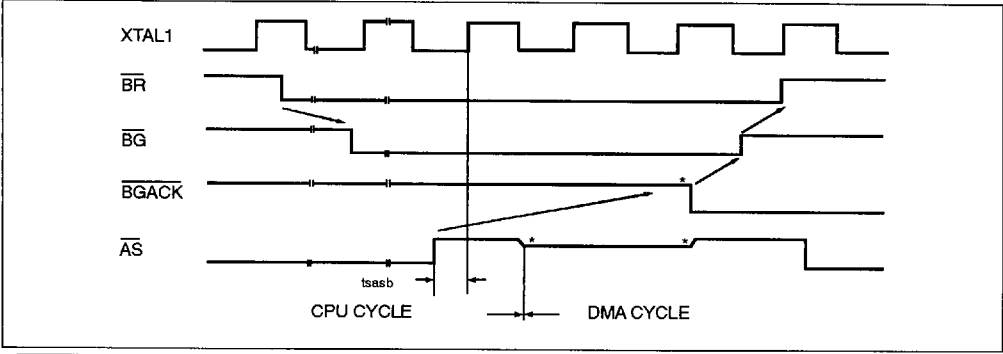 XTAL1
BR
BG
*
BGACK
AS
* *
tsasb
CPU CYCLE DMA CYCLE